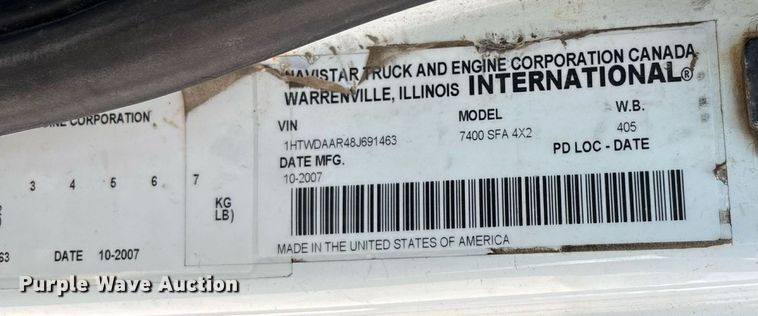 NAVISTAR TRUCK AND ENGINE CORPORATION CANADA
WARRENVILLE, ILLINOIS INTERNATIONAL®
VIN MODEL W.B.
1HTWDAAR48J691463 7400 SFA 4X2 405
DATE MFG. PD LOC - DATE
10-2007
MADE IN THE UNITED STATES OF AMERICA
ENGINE CORPORATION
3 4 5 6 7
KG
LB)
63 DATE 10-2007
Purple Wave Auction